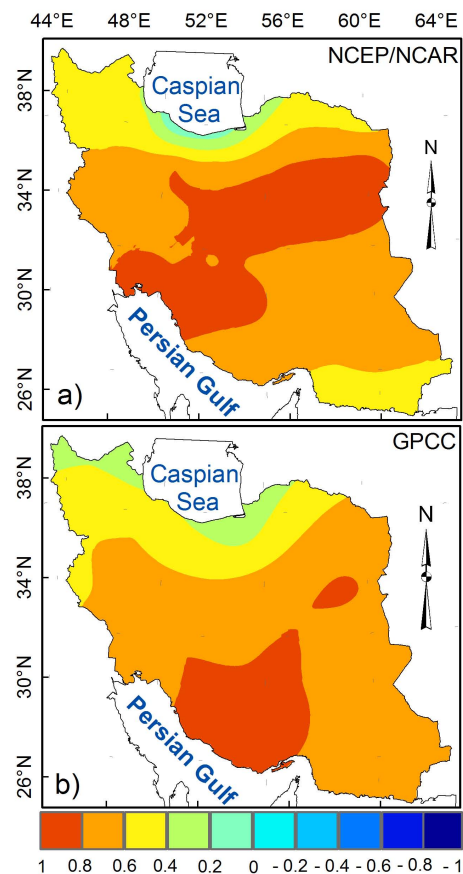 44°E 48°E 52°E 56°E 60°E 64°E
NCEP/NCAR
38°N
Caspian
Sea
N
34°N
30°N
Persian Gulf
26°N
a)
GPCC
38°N
Caspian
Sea
N
34°N
30°N
Persian Gulf
26°N
b)
1 0.8 0.6 0.4 0.2 0 - 0.2 - 0.4 - 0.6 - 0.8 - 1